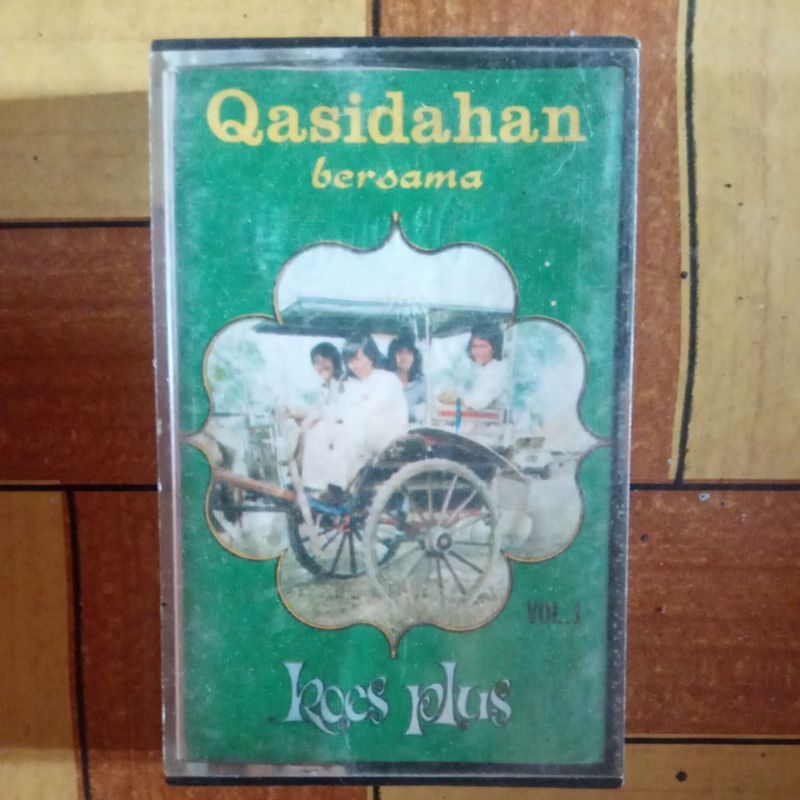 Qasidahan
bersama
VOL. 1
koes plus